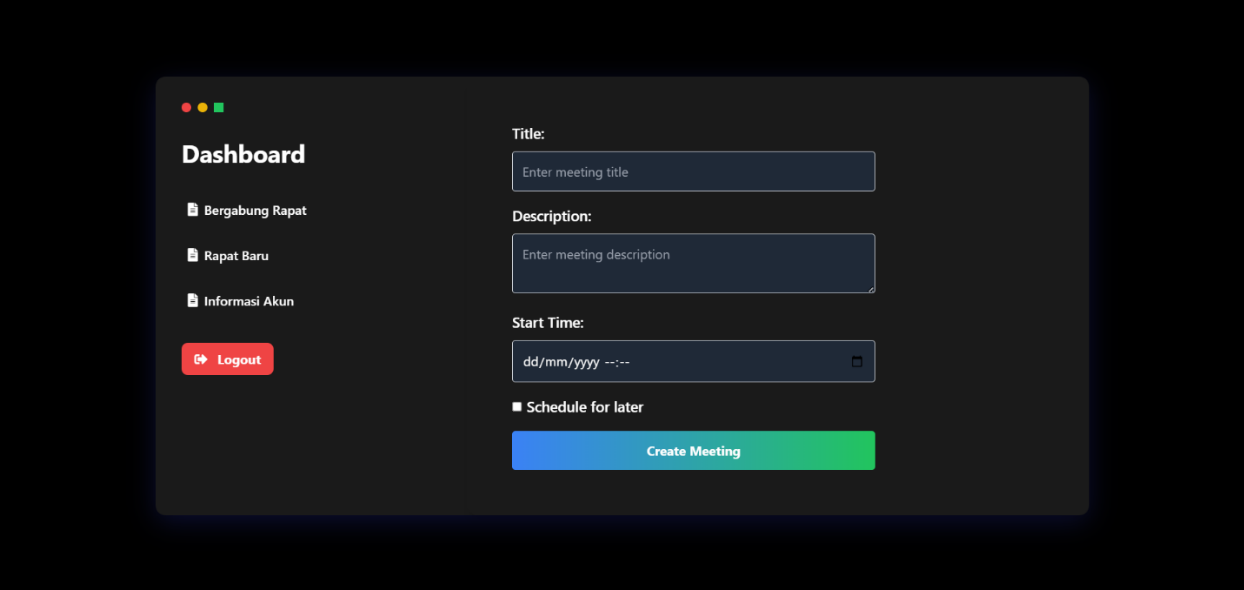 Dashboard
Bergabung Rapat
Rapat Baru
Informasi Akun
Logout
Title:
Enter meeting title
Description:
Enter meeting description
Start Time:
dd/mm/yyyy --:--
Schedule for later
Create Meeting